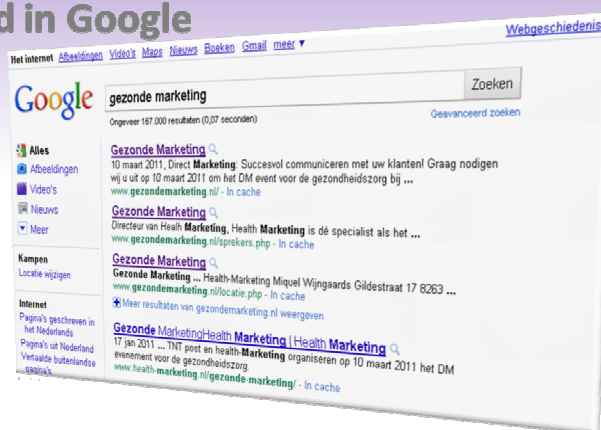 d in Google
Het internet Afbeeldingen Video's Maps Nieuws Boeken Gmail meer ▼
Webgeschiedenis
Google
gezonde marketing
Zoeken
Ongeveer 167.000 resultaten (0,07 seconden)
Geavanceerd zoeken
Alles
Afbeeldingen
Video's
Nieuws
Meer
Kampen
Locatie wijzigen
Internet
Pagina's geschreven in
het Nederlands
Pagina's uit Nederland
Vertaalde buitenlandse
pagina's
Gezonde Marketing
10 maart 2011, Direct Marketing: Succesvol communiceren met uw klanten! Graag nodigen
wij u uit op 10 maart 2011 om het DM event voor de gezondheidszorg bij ...
www.gezondemarketing.nl/ - In cache
Gezonde Marketing
Directeur van Healh Marketing, Health Marketing is dé specialist als het ...
www.gezondemarketing.nl/sprekers.php - In cache
Gezonde Marketing
Gezonde Marketing ... Health-Marketing Miquel Wijngaards Gildestraat 17 8263 ...
www.gezondemarketing.nl/locatie.php - In cache
Meer resultaten van gezondemarketing.nl weergeven
Gezonde MarketingHealth Marketing | Health Marketing
17 jan 2011 ... TNT post en health-Marketing organiseren op 10 maart 2011 het DM
evenement voor de gezondheidszorg.
www.health-marketing.nl/gezonde-marketing/ - In cache